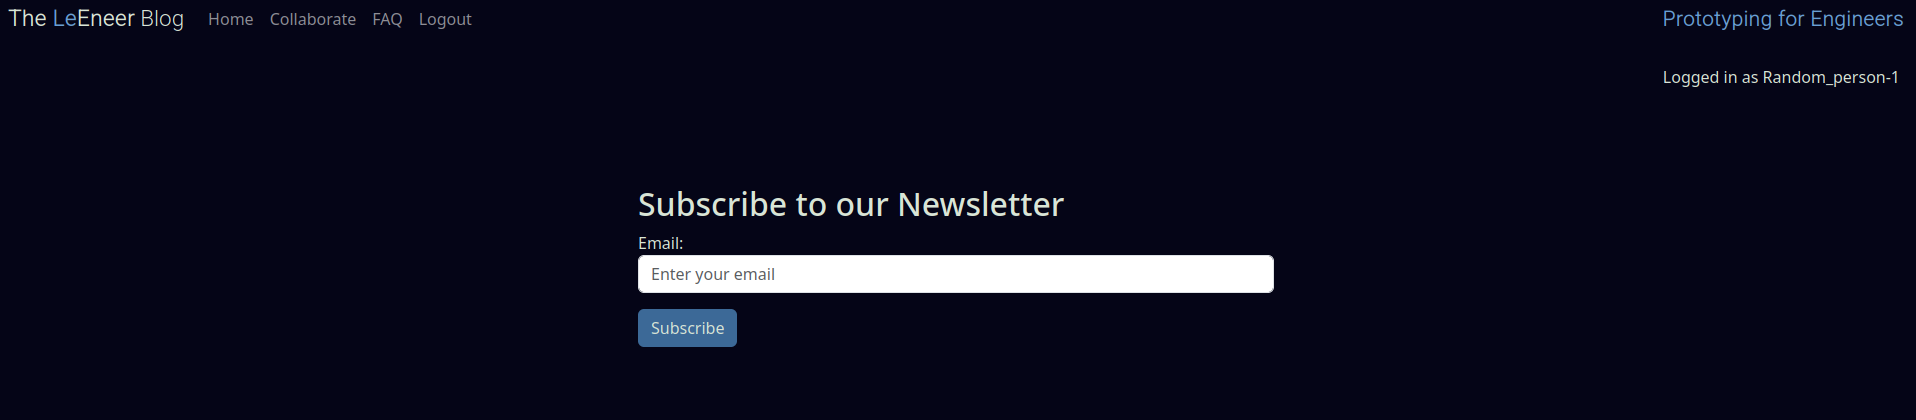 The LeEneer Blog Home Collaborate FAQ Logout Prototyping for Engineers
Logged in as Random_person-1
Subscribe to our Newsletter
Email:
Enter your email
Subscribe